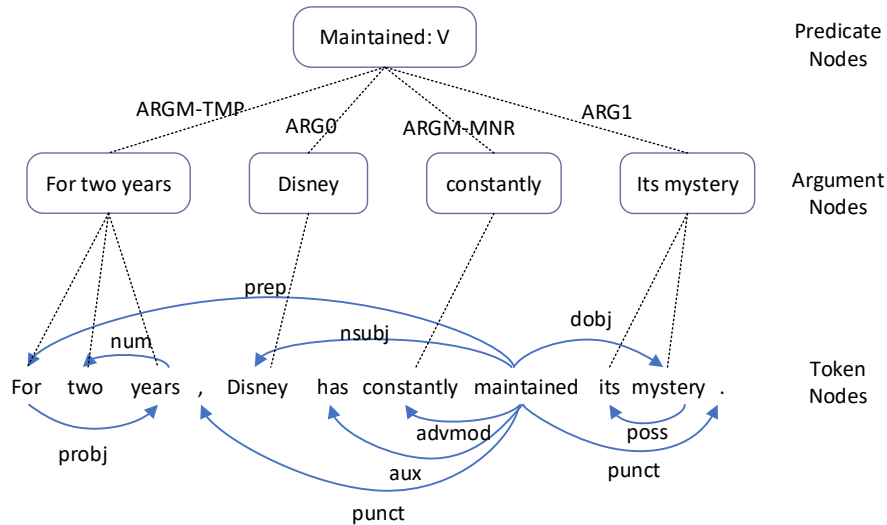 Maintained: V
Predicate
Nodes
ARGM-TMP
ARG0
ARGM-MNR
ARG1
For two years
Disney
constantly
Its mystery
Argument
Nodes
prep
num
nsubj
dobj
For two years , Disney has constantly maintained its mystery .
Token
Nodes
probj
advmod
poss
aux
punct
punct